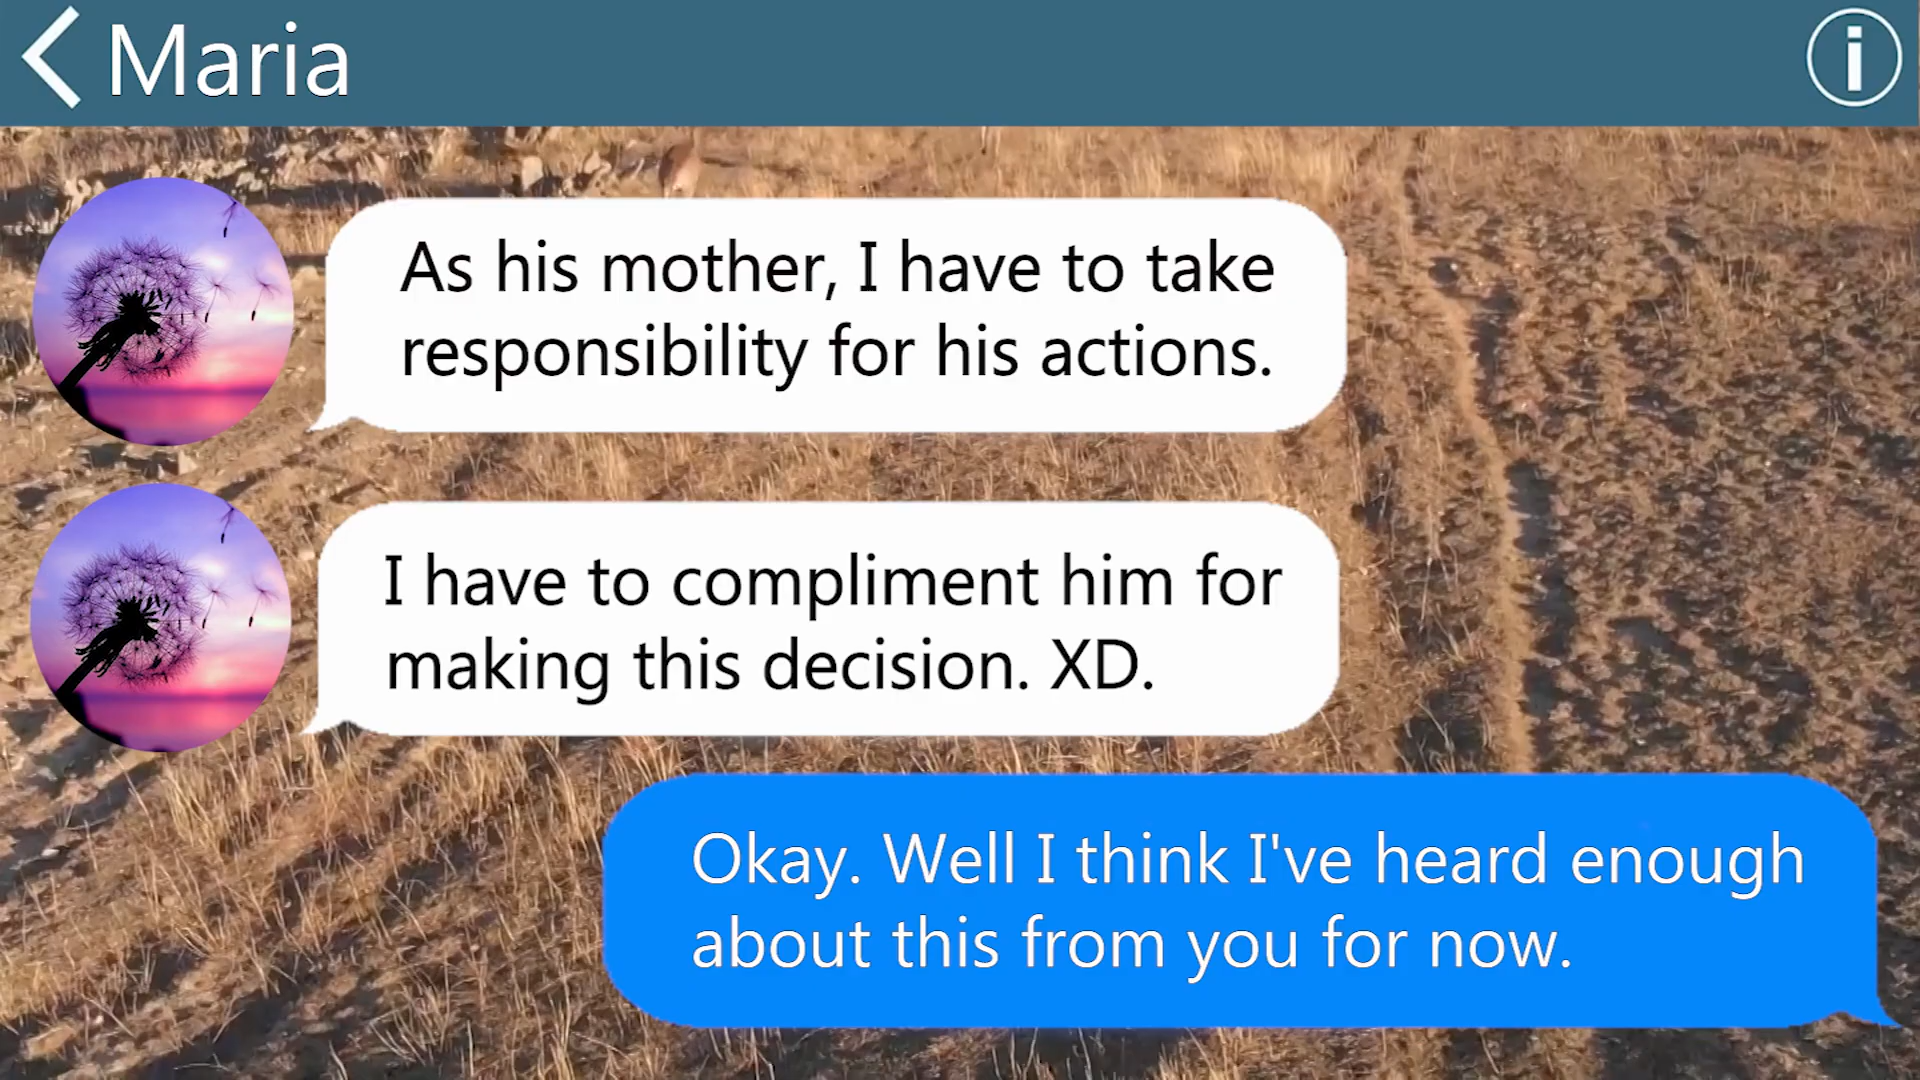 Maria
As his mother, I have to take
responsibility for his actions.
I have to compliment him for
making this decision. XD.
Okay. Well I think I've heard enough
about this from you for now.